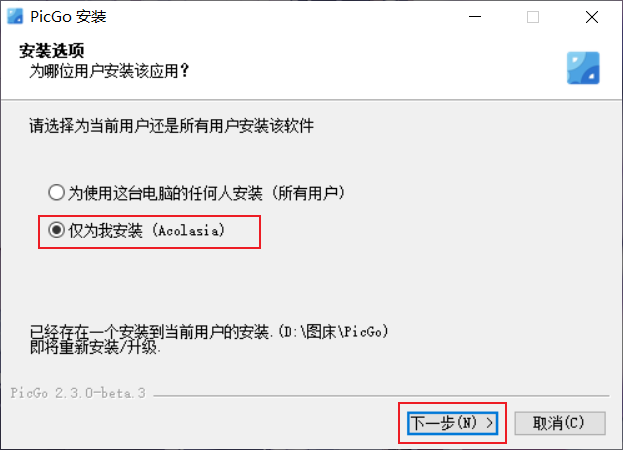 PicGo 安装
安装选项
为哪位用户安装该应用？
请选择为当前用户还是所有用户安装该软件
为使用这台电脑的任何人安装 (所有用户)
仅为我安装 (Acolasia)
已经存在一个安装到当前用户的安装.(D:\图床\PicGo)
即将重新安装/升级.
PicGo 2.3.0-beta.3
下一步(N) >
取消(C)